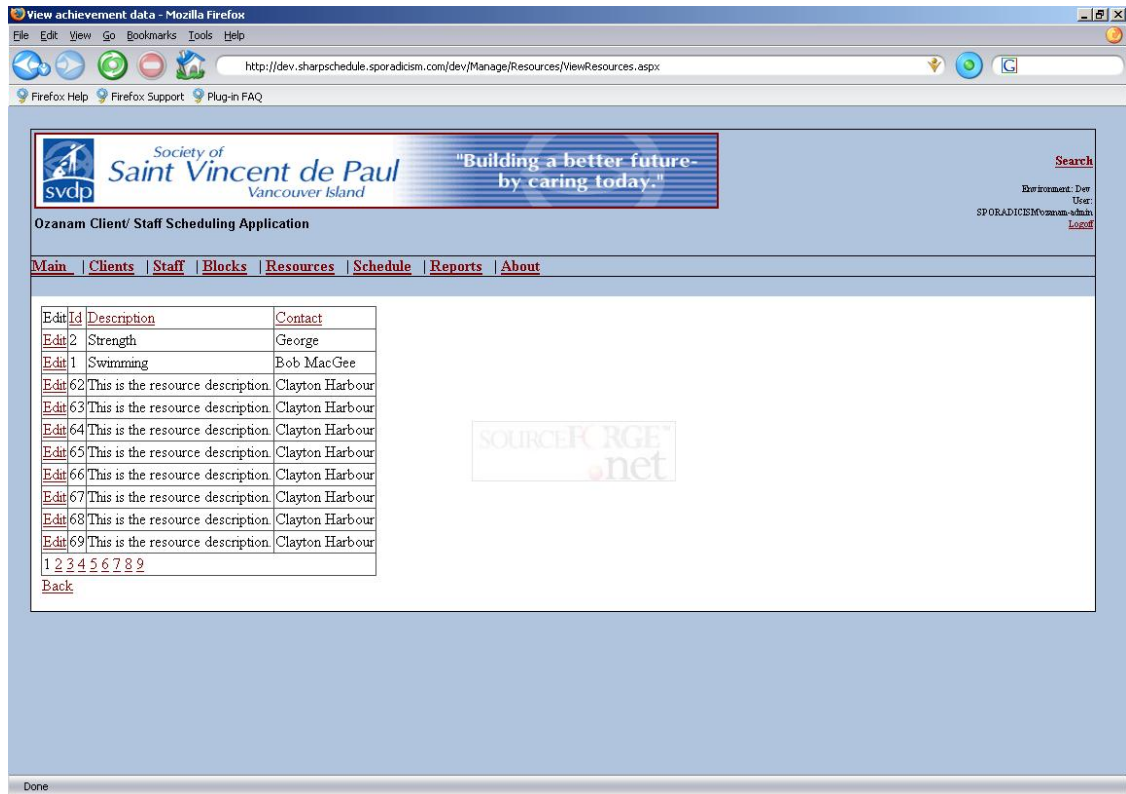 View achievement data - Mozilla Firefox
File Edit View Go Bookmarks Tools Help
http://dev.sharpschedule.sporadicism.com/dev/Manage/Resources/ViewResources.aspx
G
Firefox Help Firefox Support Plug-in FAQ
svdp
Society of
Saint Vincent de Paul
Vancouver Island
"Building a better future-
by caring today."
Search
Environment: Dev
User:
SPORADICISM\ozanam-admin
Logoff
Ozanam Client/ Staff Scheduling Application
Main | Clients | Staff | Blocks | Resources | Schedule | Reports | About
Edit Id Description Contact
Edit 2 Strength George
Edit 1 Swimming Bob MacGee
Edit 62 This is the resource description. Clayton Harbour
Edit 63 This is the resource description. Clayton Harbour
Edit 64 This is the resource description. Clayton Harbour
Edit 65 This is the resource description. Clayton Harbour
Edit 66 This is the resource description. Clayton Harbour
Edit 67 This is the resource description. Clayton Harbour
Edit 68 This is the resource description. Clayton Harbour
Edit 69 This is the resource description. Clayton Harbour
1 2 3 4 5 6 7 8 9
Back
SOURCEFORGE
.net
Done